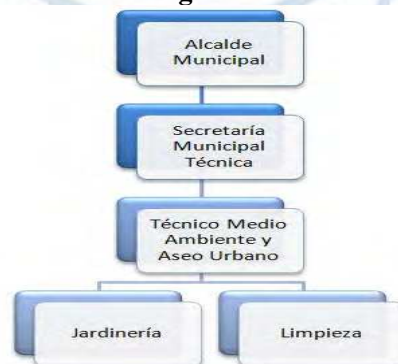 Alcalde
Municipal
Secretaría
Municipal
Técnica
Técnico Medio
Ambiente y
Aseo Urbano
Jardinería
Limpieza